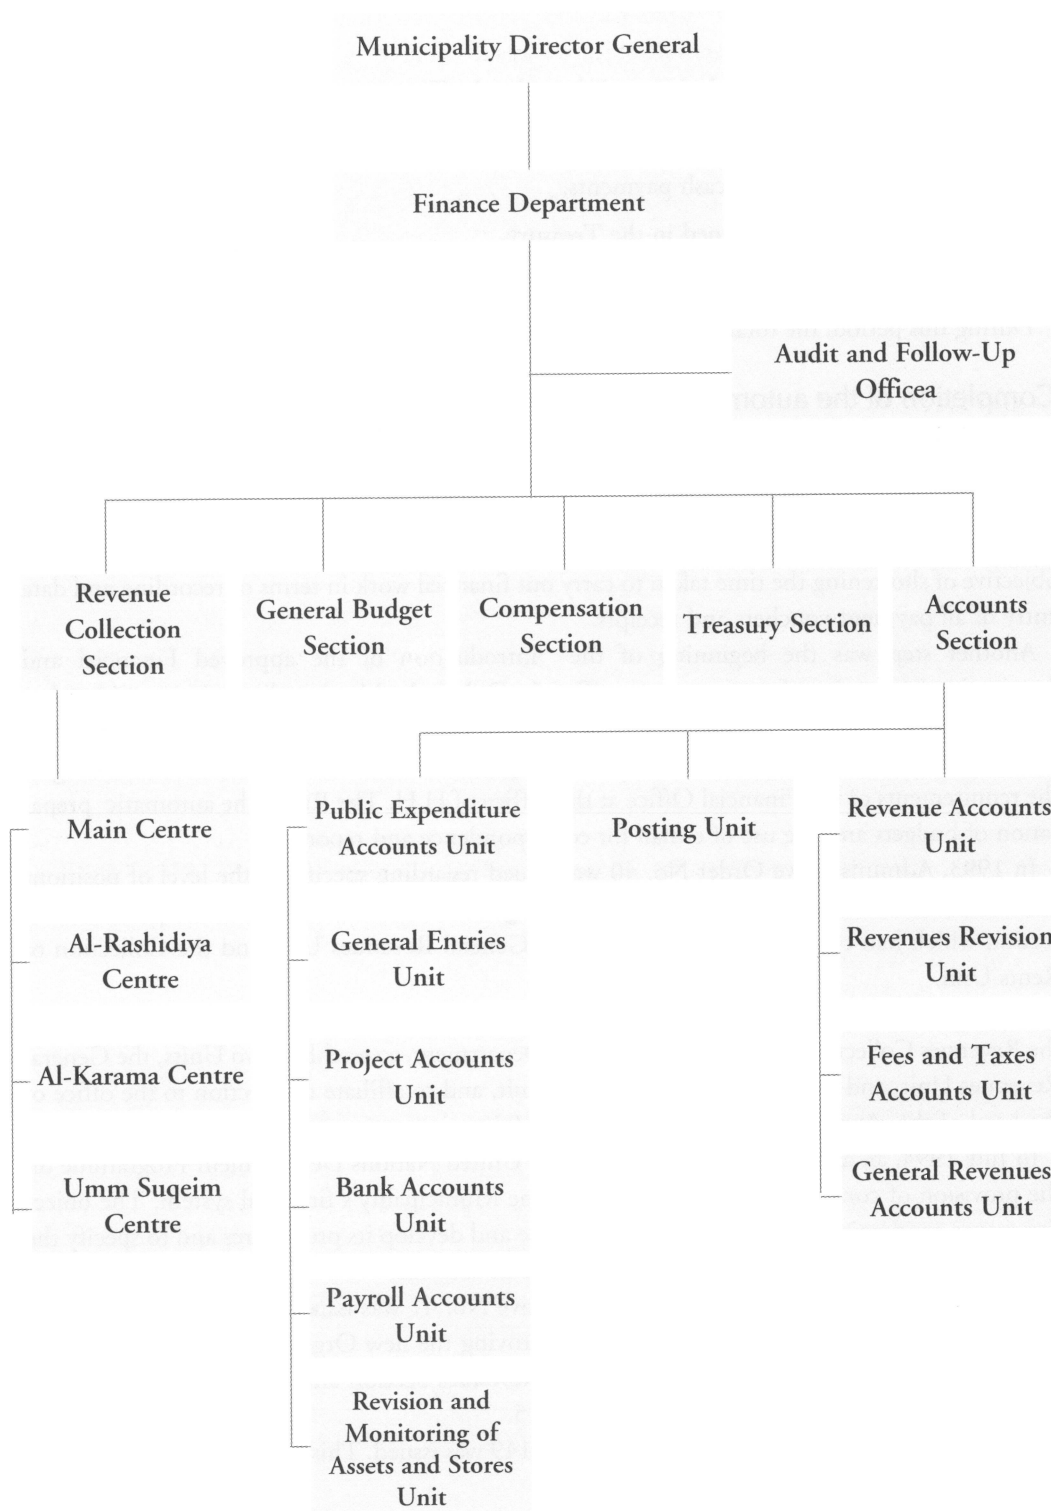 Municipality Director General
Finance Department
Audit and Follow-Up
Officea
Revenue
Collection
Section
General Budget
Section
Compensation
Section
Treasury Section
Accounts
Section
Main Centre
Al-Rashidiya
Centre
Al-Karama Centre
Umm Suqeim
Centre
Public Expenditure
Accounts Unit
General Entries
Unit
Project Accounts
Unit
Bank Accounts
Unit
Payroll Accounts
Unit
Revision and
Monitoring of
Assets and Stores
Unit
Posting Unit
Revenue Accounts
Unit
Revenues Revision
Unit
Fees and Taxes
Accounts Unit
General Revenues
Accounts Unit